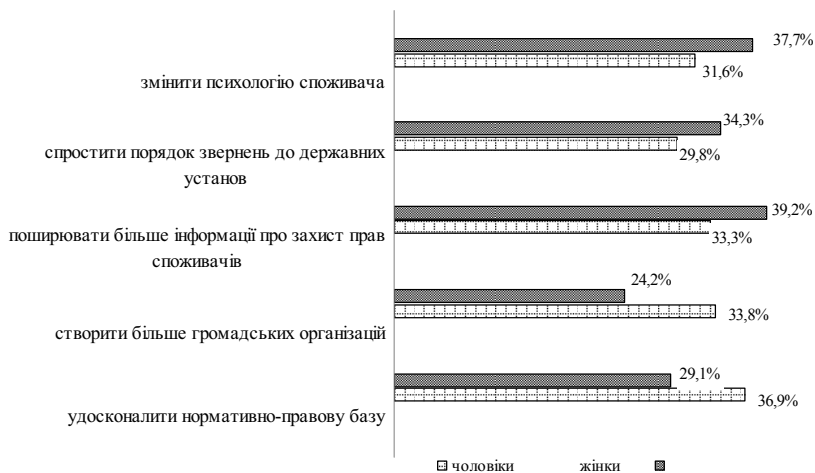 37,7%
31,6%
змінити психологію споживача
34,3%
29,8%
спростити порядок звернень до державних
установ
39,2%
33,3%
поширювати більше інформації про захист прав
споживачів
24,2%
33,8%
створити більше громадських організацій
29,1%
36,9%
удосконалити нормативно-правову базу
чоловіки жінки